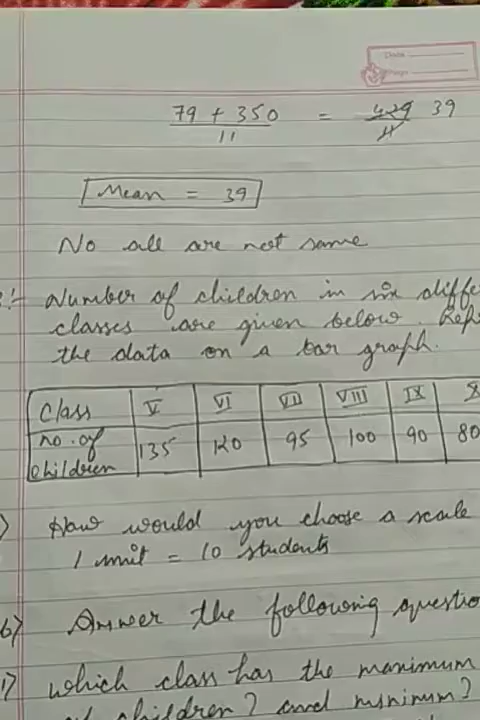 Date
Page
79 + 350 = 429 39
11 11
Mean = 39
No all are not same
:- Number of children in six diffe
classes are given below. Rep
the data on a bar graph.
Class V VI VII VIII IX X
no. of children 135 120 95 100 90 80
) How would you choose a scale
1 unit = 10 students
b) Answer the following questio
i) which class has the maximum
of children? and minimum?